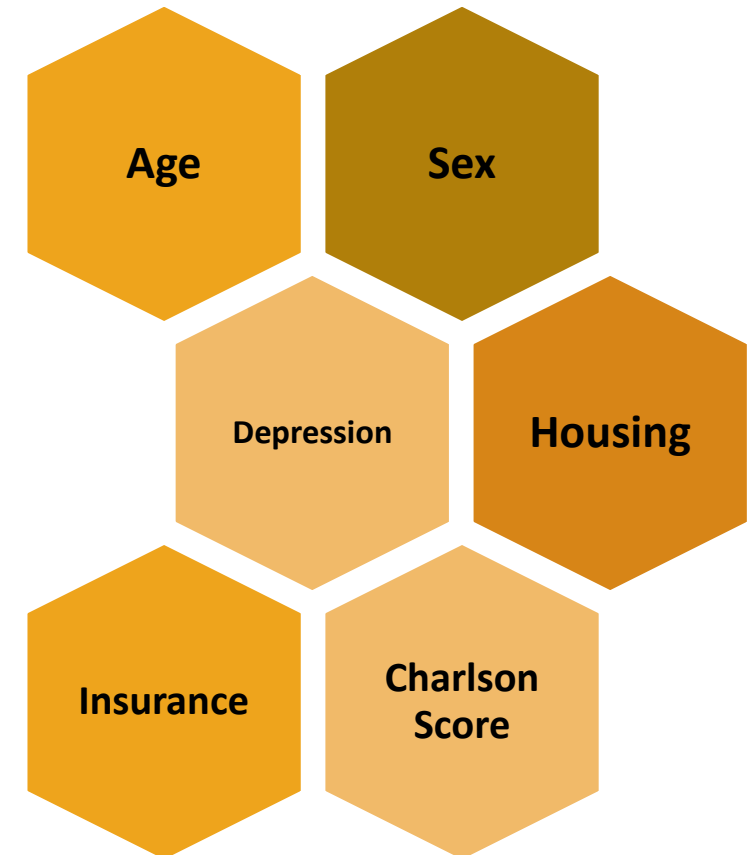 Age
Sex
Depression
Housing
Insurance
Charlson
Score